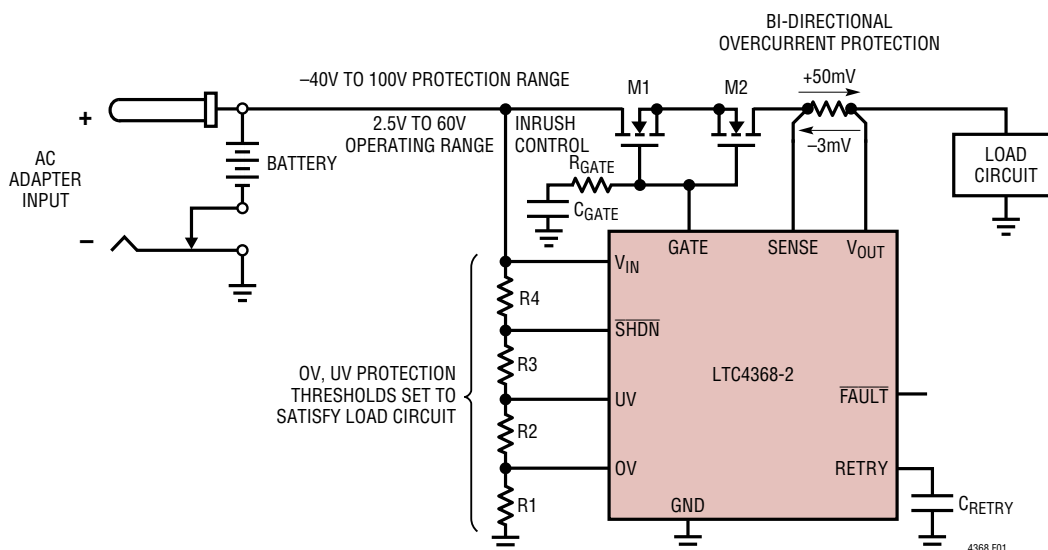 BI-DIRECTIONAL
OVERCURRENT PROTECTION
–40V TO 100V PROTECTION RANGE
M1
M2
+50mV
+
2.5V TO 60V
OPERATING RANGE
INRUSH
CONTROL
–3mV
AC
ADAPTER
INPUT
BATTERY
RGATE
LOAD
CIRCUIT
CGATE
–
GATE
SENSE
VOUT
VIN
R4
SHDN
R3
LTC4368-2
OV, UV PROTECTION
THRESHOLDS SET TO
SATISFY LOAD CIRCUIT
UV
FAULT
R2
OV
RETRY
R1
GND
CRETRY
4368 F01